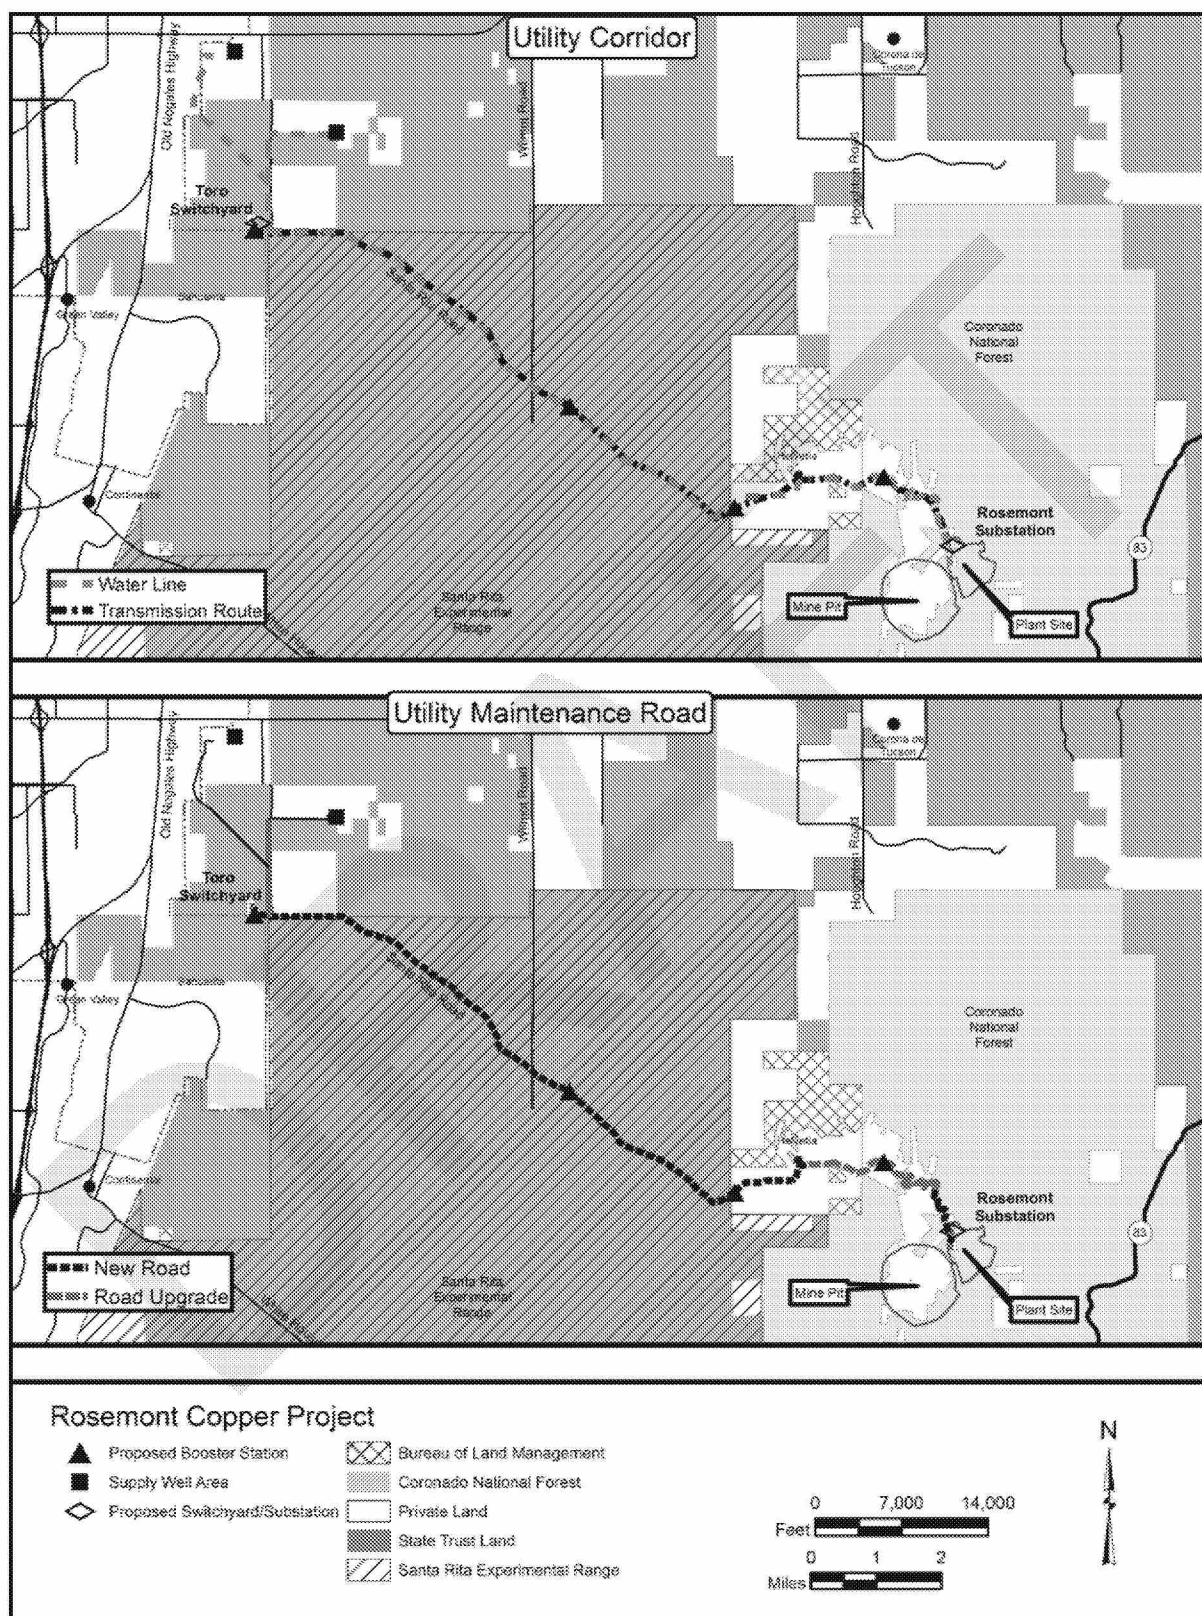 Utility Corridor
Old Nogales Highway
Wilmot Road
Houghton Road
Corona de
Tucson
Toro
Switchyard
Santa Rita Road
Sahuarita
Green Valley
Coronado
National
Forest
Helvetia
Continental
Rosemont
Substation
83
Water Line
Transmission Route
Santa Rita
Experimental
Range
Mine Pit
Plant Site
Utility Maintenance Road
Old Nogales Highway
Wilmot Road
Houghton Road
Corona de
Tucson
Toro
Switchyard
Santa Rita Road
Sahuarita
Green Valley
Coronado
National
Forest
Helvetia
Continental
Rosemont
Substation
83
New Road
Road Upgrade
Santa Rita
Experimental
Range
Mine Pit
Plant Site
Rosemont Copper Project
Proposed Booster Station
Supply Well Area
Proposed Switchyard/Substation
Bureau of Land Management
Coronado National Forest
Private Land
State Trust Land
Santa Rita Experimental Range
N
0 7,000 14,000
Feet
0 1 2
Miles